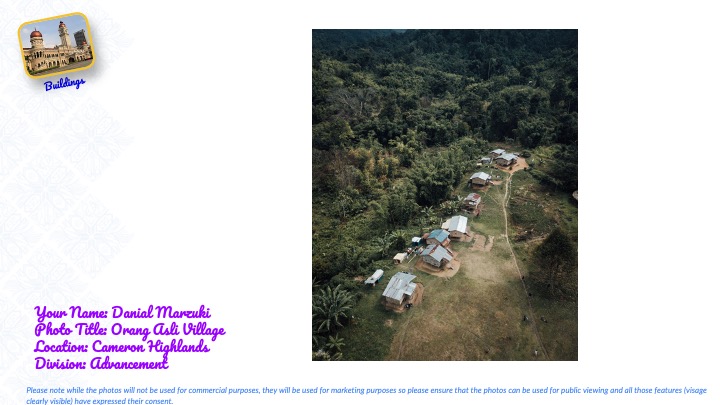 Buildings
Your Name: Danial Marzuki
Photo Title: Orang Asli Village
Location: Cameron Highlands
Division: Advancement
Please note while the photos will not be used for commercial purposes, they will be used for marketing purposes so please ensure that the photos can be used for public viewing and all those features (visage
clearly visible) have expressed their consent.